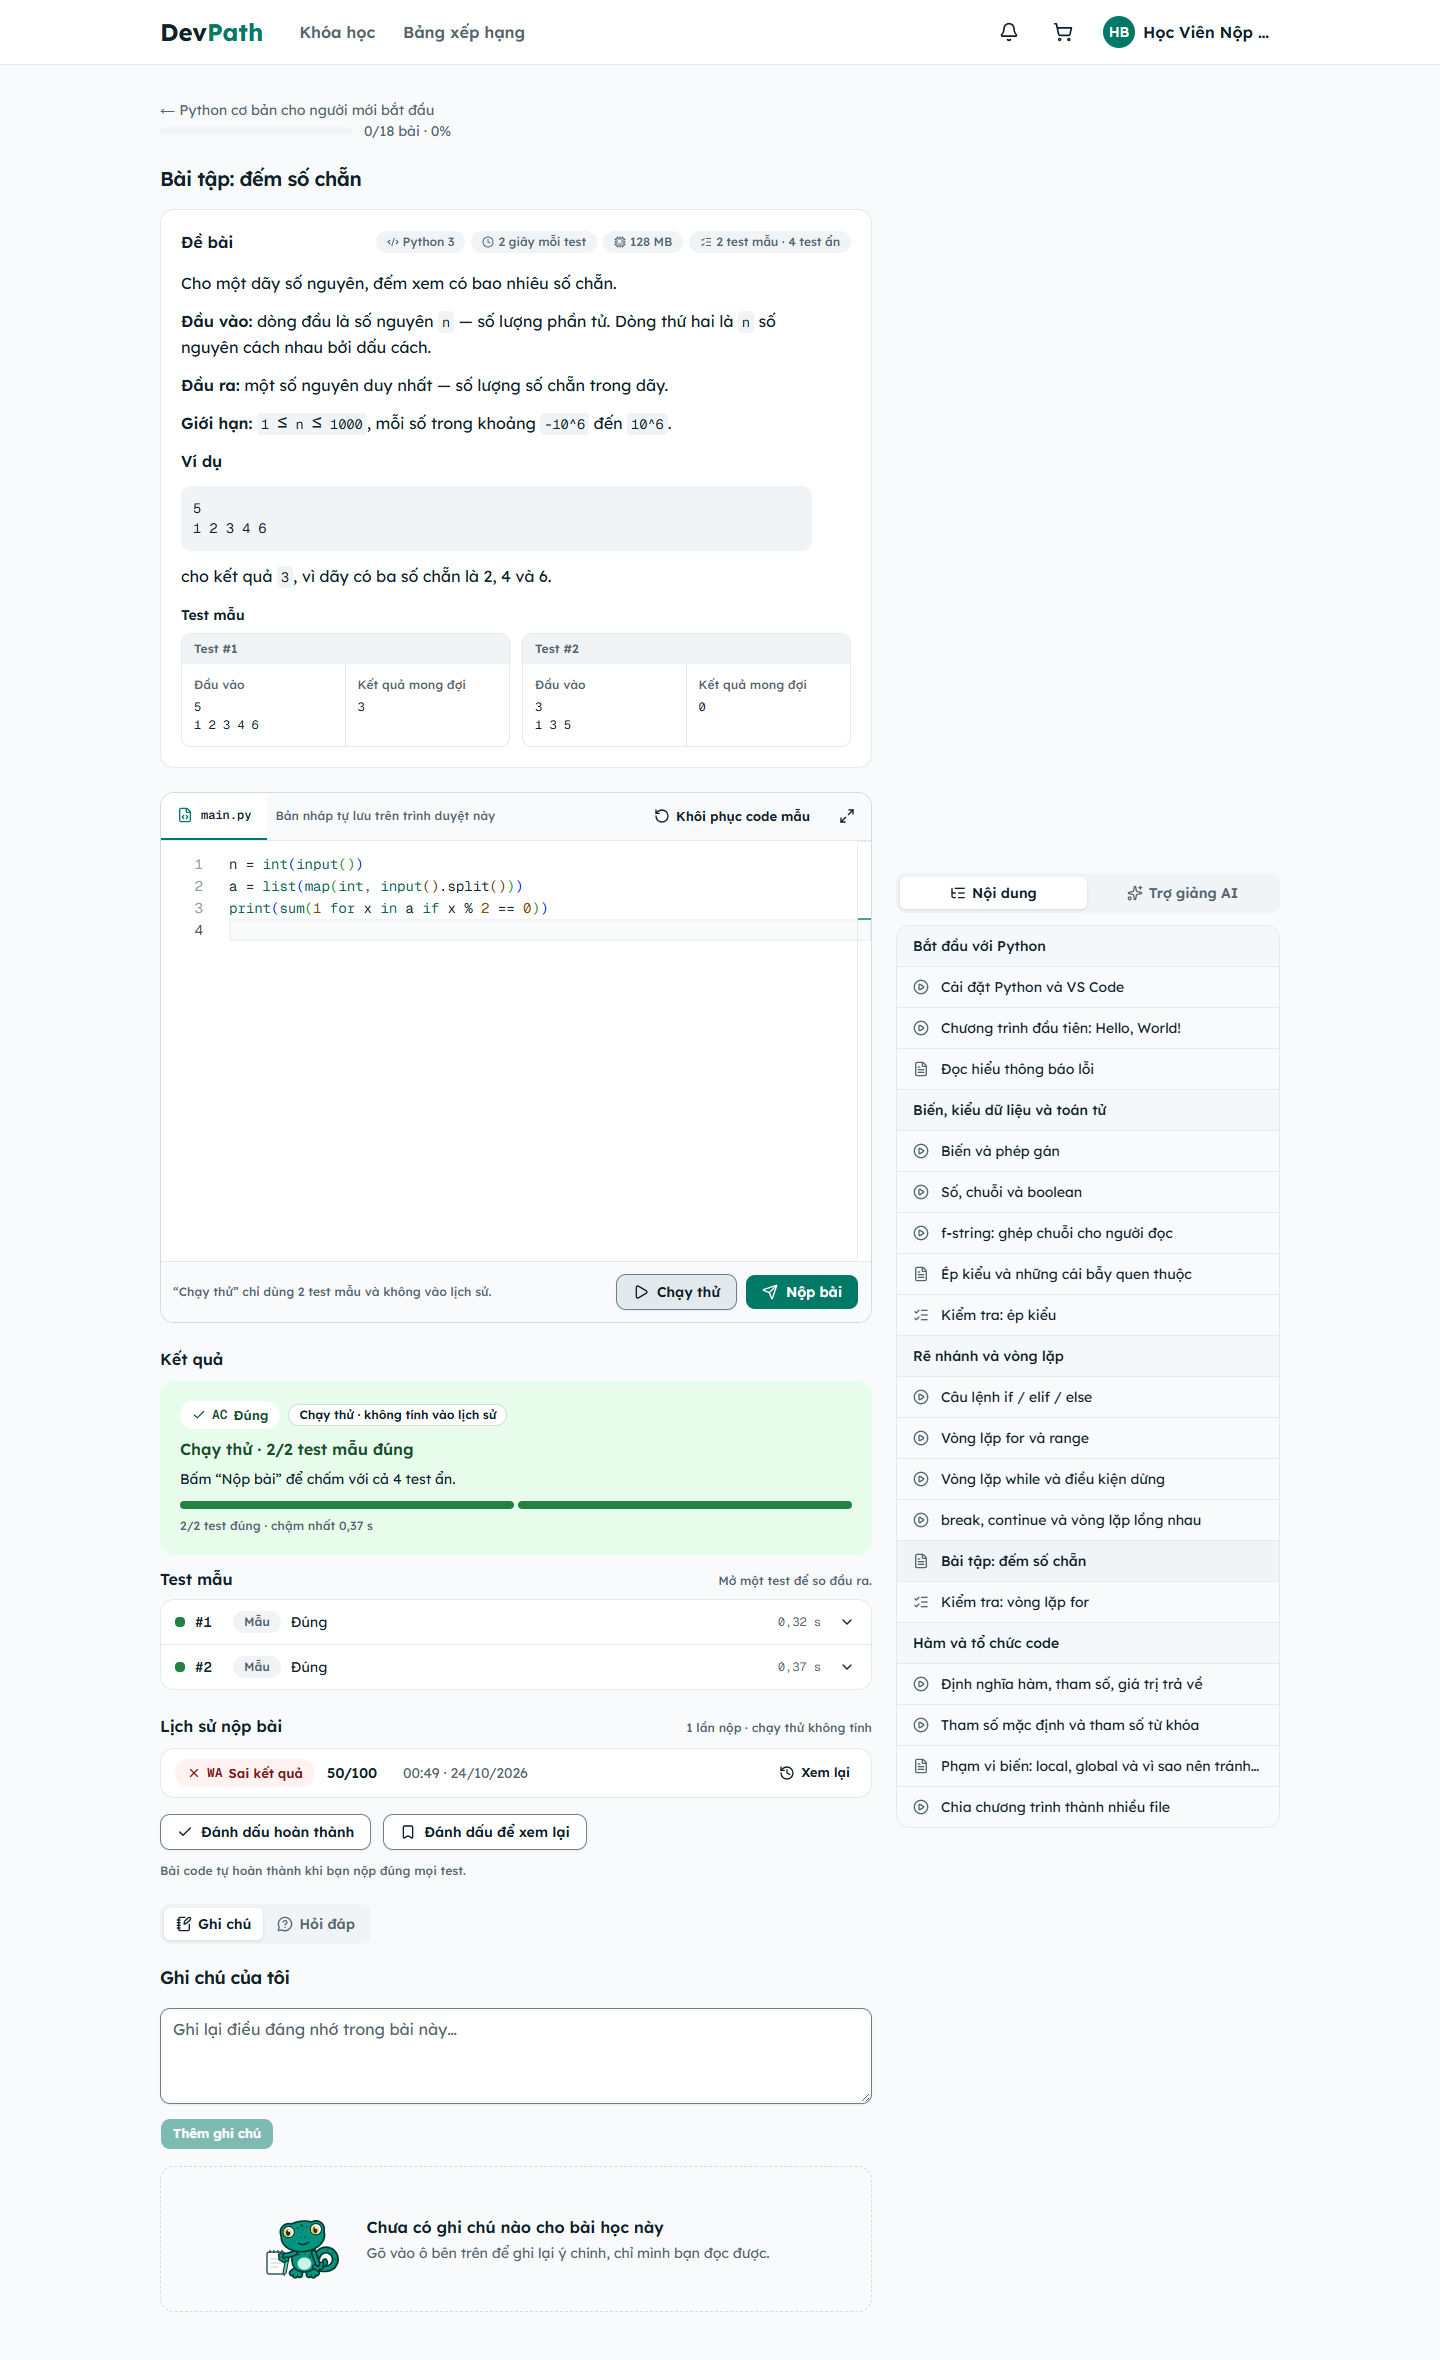 DevPath
Khóa học
Bảng xếp hạng
HB
Học Viên Nộp ...
← Python cơ bản cho người mới bắt đầu
0/18 bài · 0%
Bài tập: đếm số chẵn
Đề bài
Python 3
2 giây mỗi test
128 MB
2 test mẫu · 4 test ẩn
Cho một dãy số nguyên, đếm xem có bao nhiêu số chẵn.
Đầu vào: dòng đầu là số nguyên n — số lượng phần tử. Dòng thứ hai là n số
nguyên cách nhau bởi dấu cách.
Đầu ra: một số nguyên duy nhất — số lượng số chẵn trong dãy.
Giới hạn: 1 ≤ n ≤ 1000, mỗi số trong khoảng -10^6 đến 10^6.
Ví dụ
5
1 2 3 4 6
cho kết quả 3, vì dãy có ba số chẵn là 2, 4 và 6.
Test mẫu
Test #1
Đầu vào
5
1 2 3 4 6
Kết quả mong đợi
3
Test #2
Đầu vào
3
1 3 5
Kết quả mong đợi
0
main.py
Bản nháp tự lưu trên trình duyệt này
Khôi phục code mẫu
1 n = int(input())
2 a = list(map(int, input().split()))
3 print(sum(1 for x in a if x % 2 == 0))
4
“Chạy thử” chỉ dùng 2 test mẫu và không vào lịch sử.
Chạy thử
Nộp bài
Kết quả
AC Đúng
Chạy thử · không tính vào lịch sử
Chạy thử · 2/2 test mẫu đúng
Bấm “Nộp bài” để chấm với cả 4 test ẩn.
2/2 test đúng · chậm nhất 0,37 s
Test mẫu
Mở một test để so đầu ra.
#1 Mẫu Đúng 0,32 s
#2 Mẫu Đúng 0,37 s
Lịch sử nộp bài
1 lần nộp · chạy thử không tính
WA Sai kết quả 50/100 00:49 · 24/10/2026 Xem lại
Đánh dấu hoàn thành
Đánh dấu để xem lại
Bài code tự hoàn thành khi bạn nộp đúng mọi test.
Ghi chú
Hỏi đáp
Ghi chú của tôi
Ghi lại điều đáng nhớ trong bài này...
Thêm ghi chú
Chưa có ghi chú nào cho bài học này
Gõ vào ô bên trên để ghi lại ý chính, chỉ mình bạn đọc được.
Nội dung
Trợ giảng AI
Bắt đầu với Python
Cài đặt Python và VS Code
Chương trình đầu tiên: Hello, World!
Đọc hiểu thông báo lỗi
Biến, kiểu dữ liệu và toán tử
Biến và phép gán
Số, chuỗi và boolean
f-string: ghép chuỗi cho người đọc
Ép kiểu và những cái bẫy quen thuộc
Kiểm tra: ép kiểu
Rẽ nhánh và vòng lặp
Câu lệnh if / elif / else
Vòng lặp for và range
Vòng lặp while và điều kiện dừng
break, continue và vòng lặp lồng nhau
Bài tập: đếm số chẵn
Kiểm tra: vòng lặp for
Hàm và tổ chức code
Định nghĩa hàm, tham số, giá trị trả về
Tham số mặc định và tham số từ khóa
Phạm vi biến: local, global và vì sao nên tránh...
Chia chương trình thành nhiều file